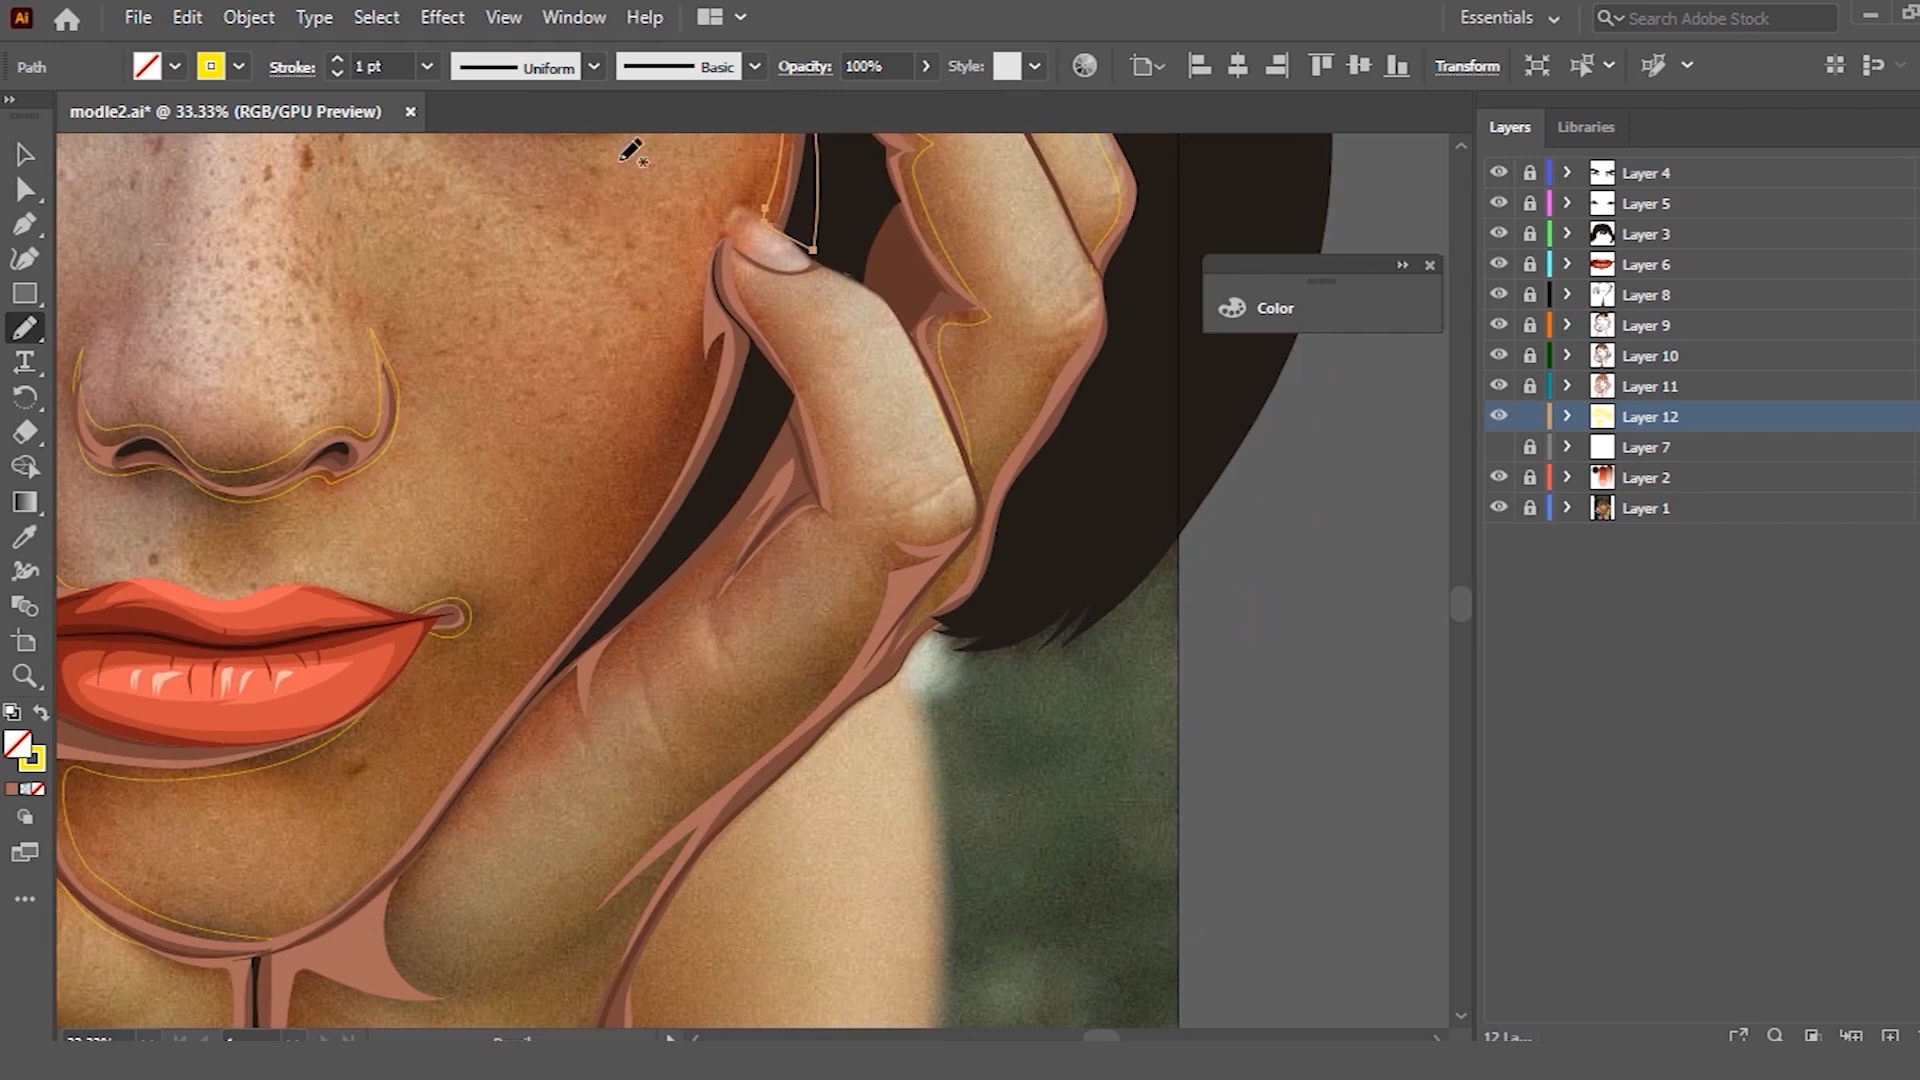 Ai File Edit Object Type Select Effect View Window Help Essentials Search Adobe Stock
Path Stroke: 1 pt Uniform Basic Opacity: 100% Style: Transform
modle2.ai* @ 33.33% (RGB/GPU Preview)
Layers Libraries
Layer 4
Layer 5
Layer 3
Layer 6
Layer 8
Layer 9
Layer 10
Layer 11
Layer 12
Layer 7
Layer 2
Layer 1
Color
12 La...